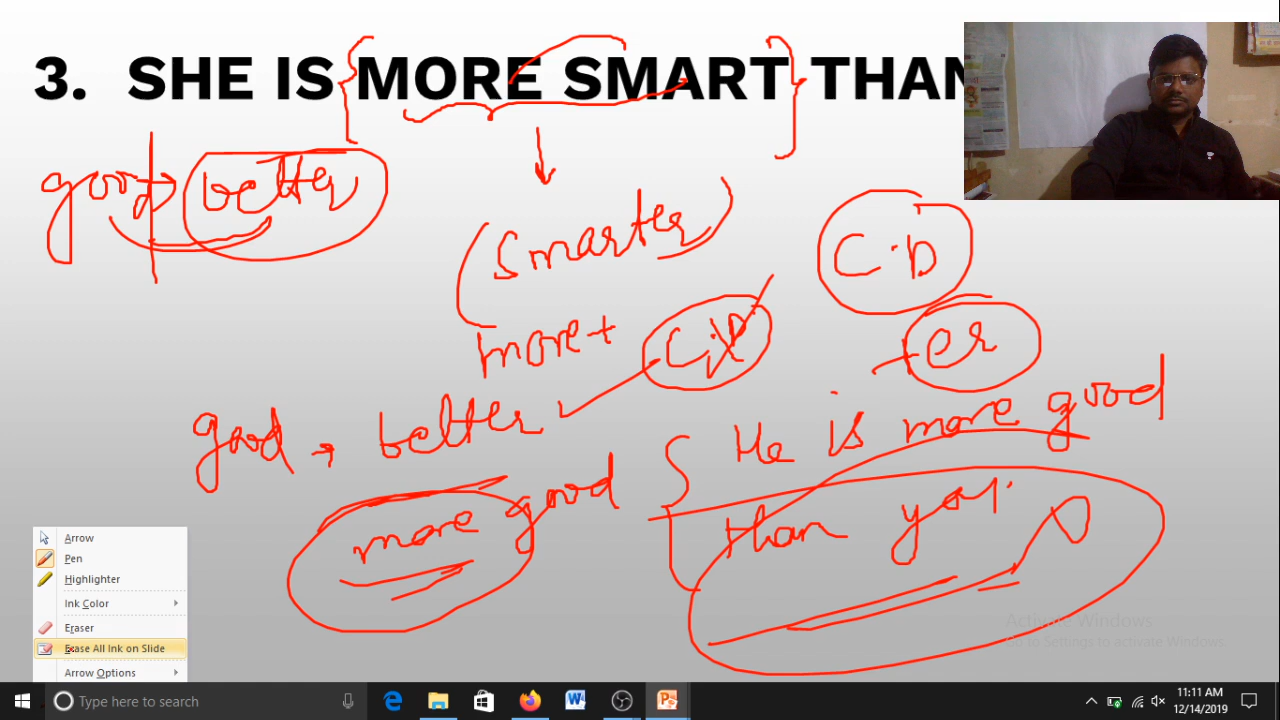 3. SHE IS MORE SMART THAN
good → better
Smarter
C.D
more+ C.D
+er
good → better
He is more good
more good
than you.
Arrow
Pen
Highlighter
Ink Color
Eraser
Erase All Ink on Slide
Arrow Options
Activate Windows
Go to Settings to activate Windows
Type here to search
11:11 AM
12/14/2019